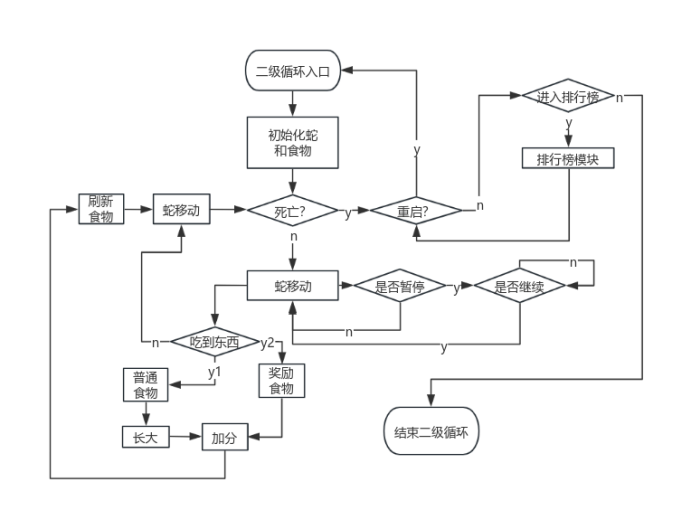 二级循环入口
进入排行榜
n
初始化蛇
和食物
y
y
排行榜模块
刷新
食物
蛇移动
死亡?
y
重启?
n
n
蛇移动
是否暂停
y
是否继续
n
n
吃到东西
y2
n
y
y1
普通
食物
奖励
食物
长大
加分
结束二级循环